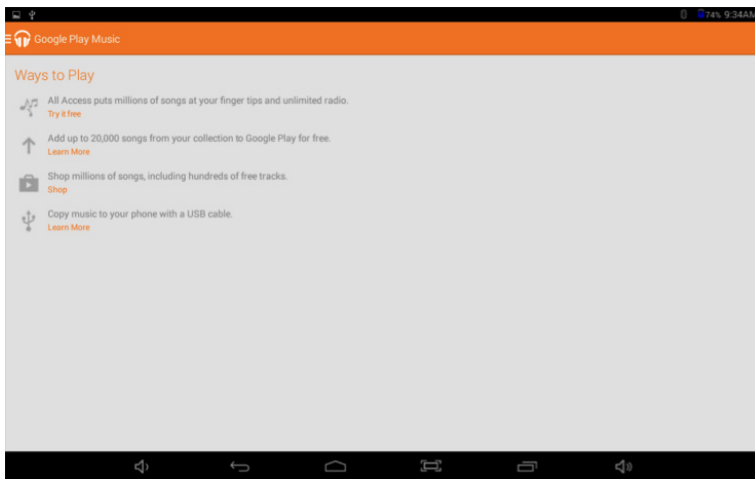 74% 9:34AM
Google Play Music
Ways to Play
All Access puts millions of songs at your finger tips and unlimited radio.
Try it free
Add up to 20,000 songs from your collection to Google Play for free.
Learn More
Shop millions of songs, including hundreds of free tracks.
Shop
Copy music to your phone with a USB cable.
Learn More